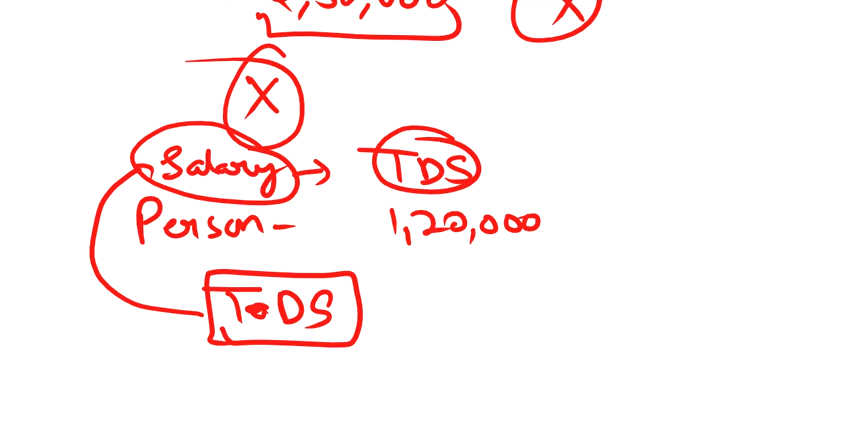 X
X
Salary → TDS
Person - 1,20,000
TDS